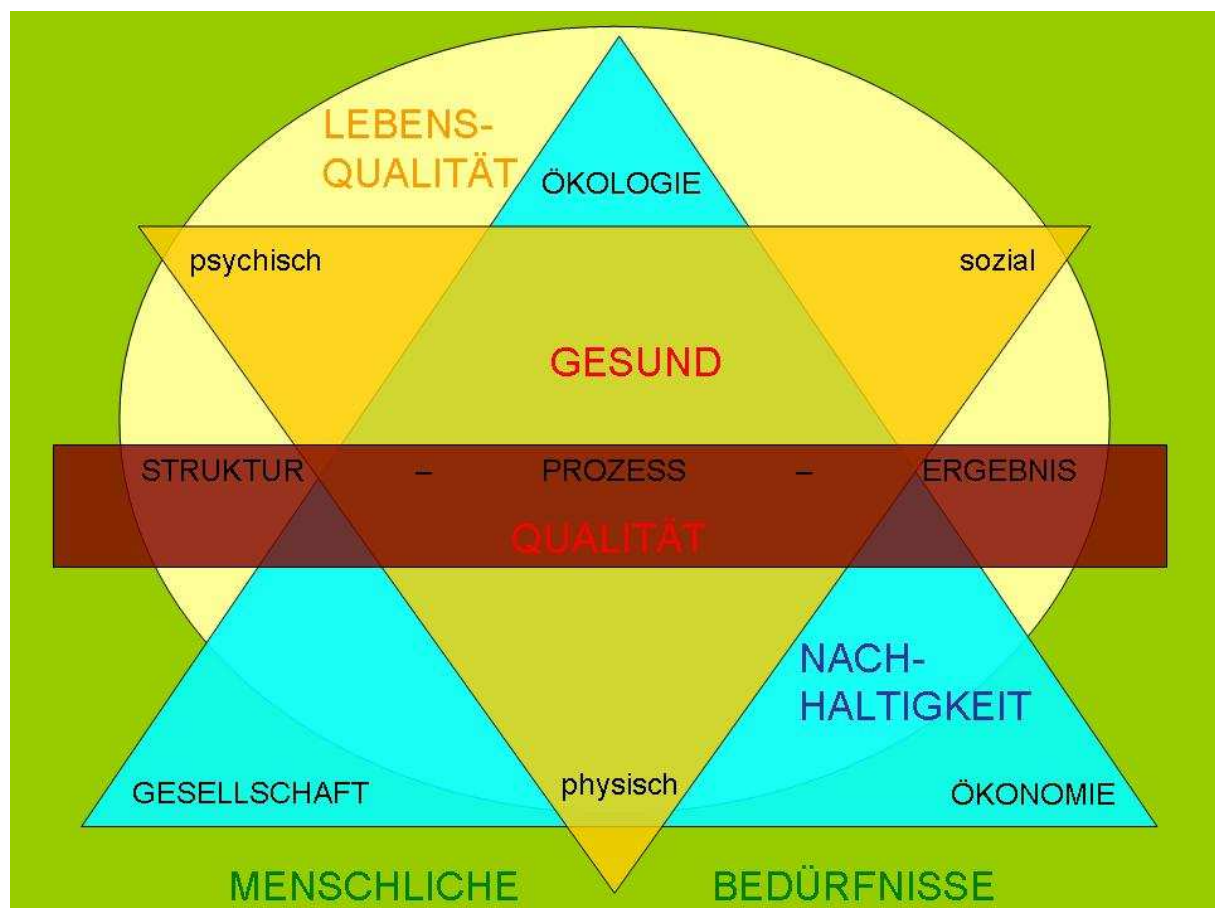 LEBENS-
QUALITÄT
ÖKOLOGIE
psychisch
sozial
GESUND
STRUKTUR – PROZESS – ERGEBNIS
QUALITÄT
NACH-
HALTIGKEIT
physisch
GESELLSCHAFT
ÖKONOMIE
MENSCHLICHE BEDÜRFNISSE